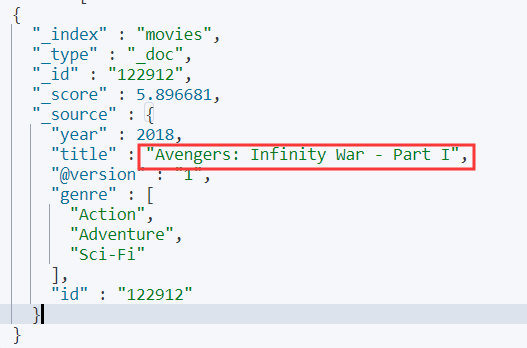 {
"_index" : "movies",
"_type" : "_doc",
"_id" : "122912",
"_score" : 5.896681,
"_source" : {
"year" : 2018,
"title" : "Avengers: Infinity War - Part I",
"@version" : "1",
"genre" : [
"Action",
"Adventure",
"Sci-Fi"
],
"id" : "122912"
}
}